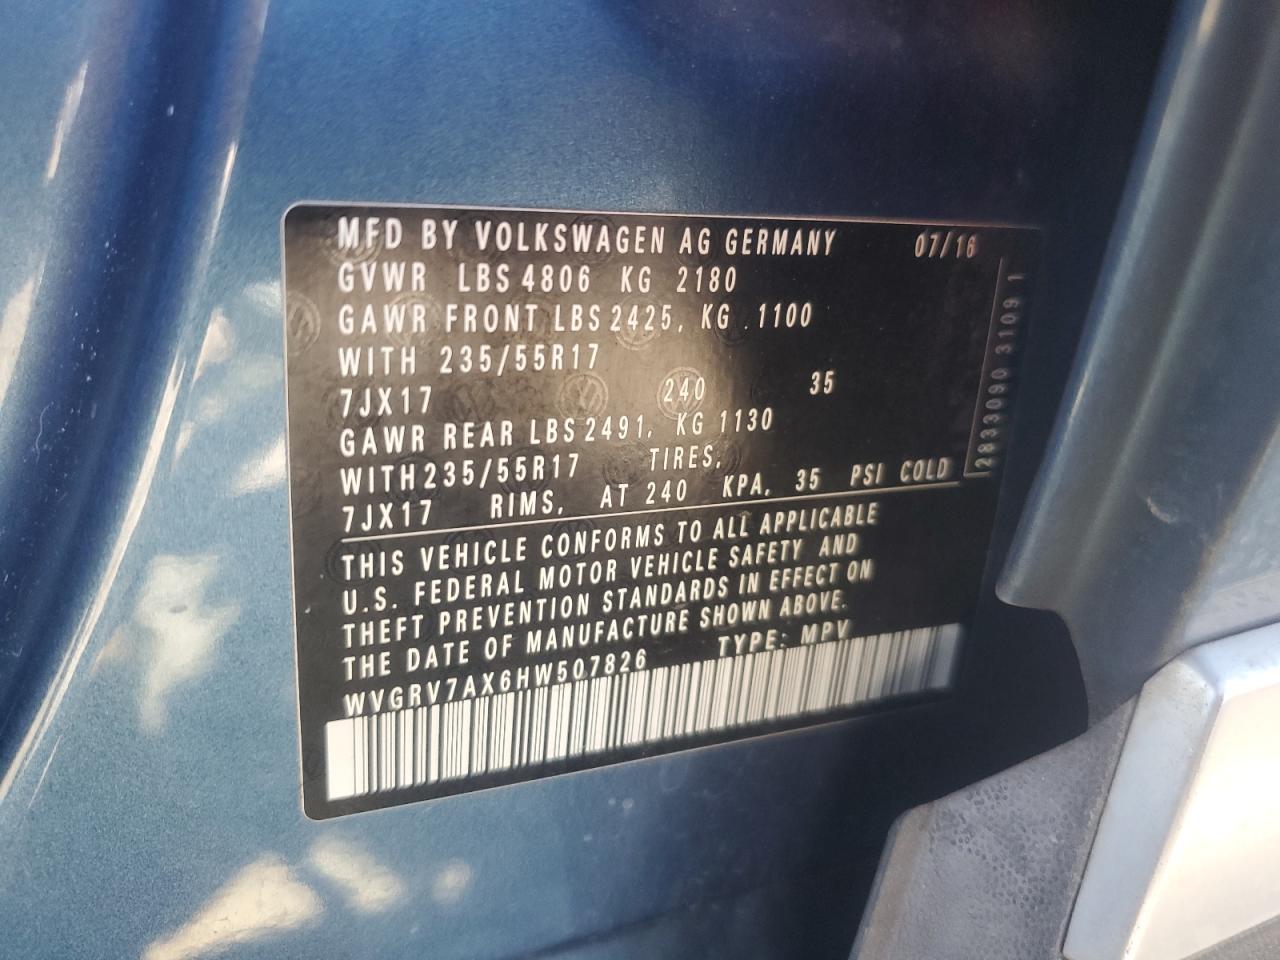 MFD BY VOLKSWAGEN AG GERMANY 07/16
GVWR LBS 4806 KG 2180
GAWR FRONT LBS 2425, KG 1100
WITH 235/55R17
7JX17 240 35
GAWR REAR LBS 2491, KG 1130
WITH 235/55R17 TIRES,
7JX17 RIMS, AT 240 KPA, 35 PSI COLD
THIS VEHICLE CONFORMS TO ALL APPLICABLE
U.S. FEDERAL MOTOR VEHICLE SAFETY AND
THEFT PREVENTION STANDARDS IN EFFECT ON
THE DATE OF MANUFACTURE SHOWN ABOVE.
WVGRV7AX6HW507826 TYPE: MPV
2833090 3109 1